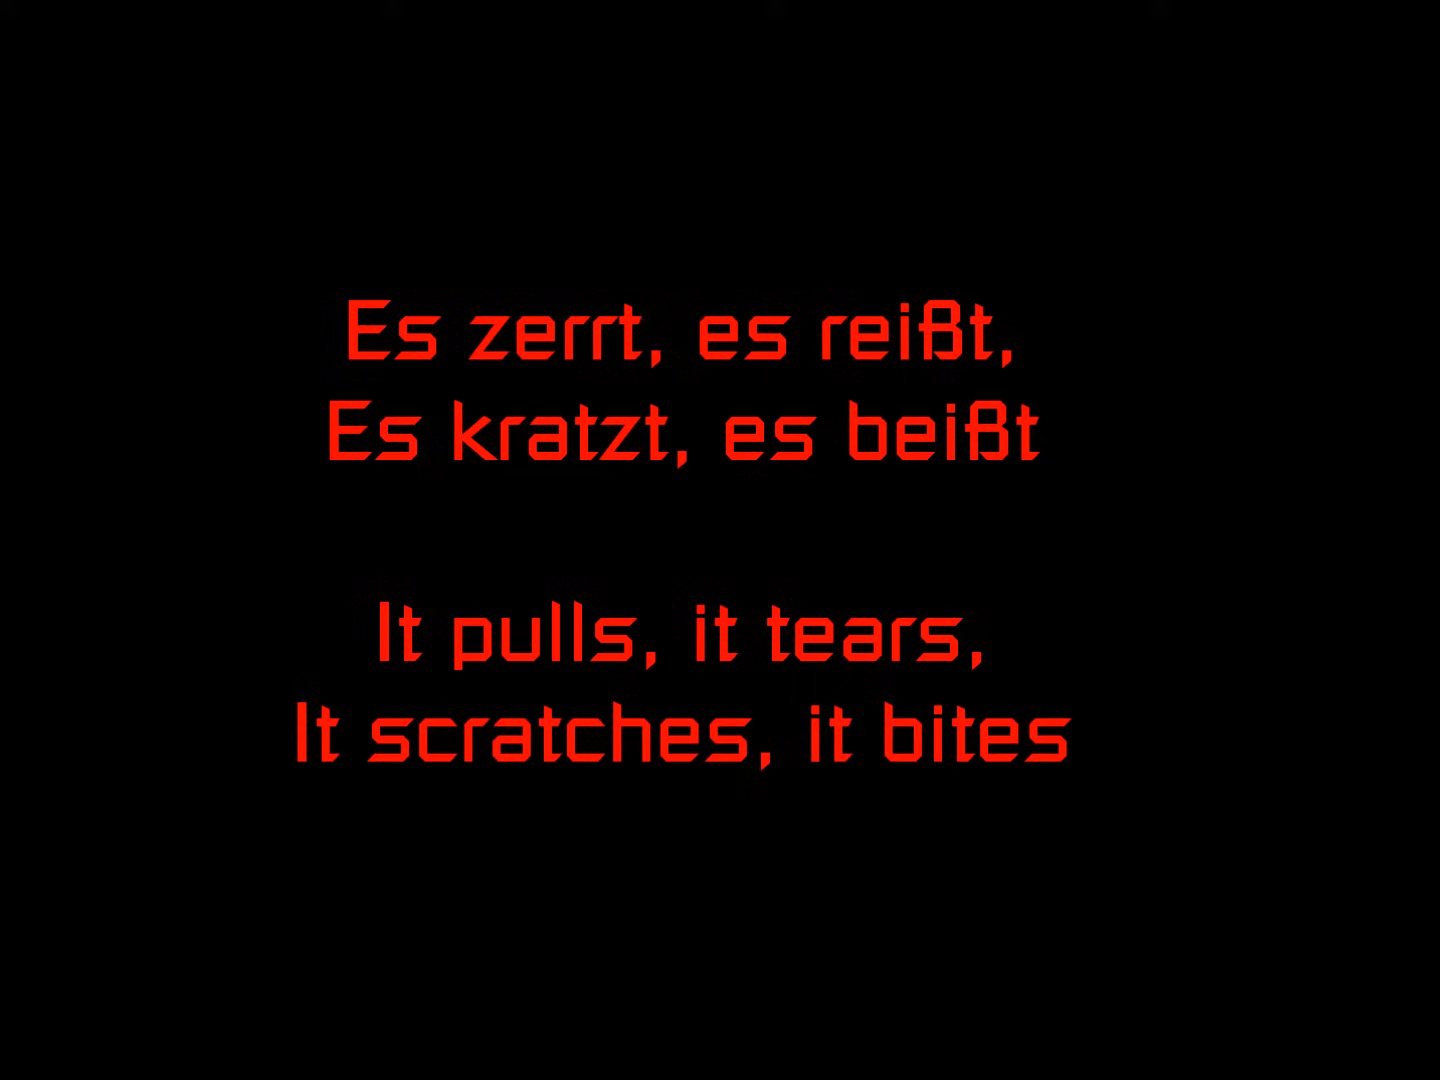 Es zerrt, es reißt,
Es kratzt, es beißt
It pulls, it tears,
It scratches, it bites